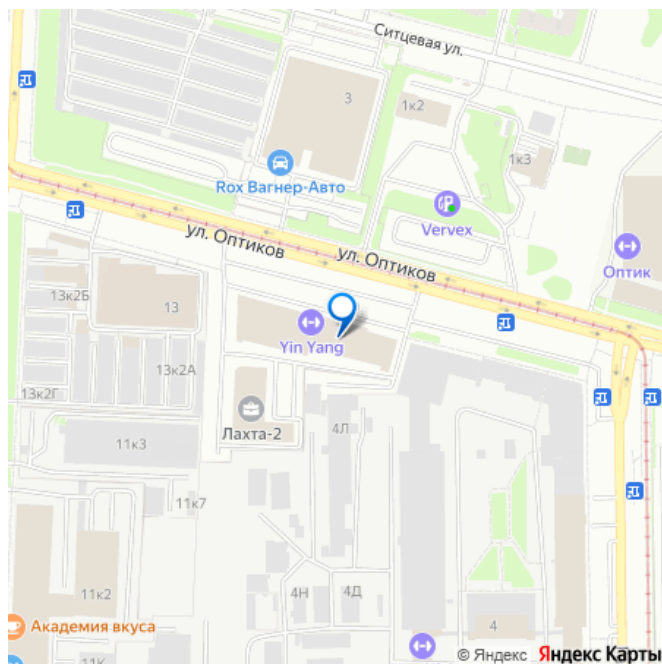 Ситцевая ул.
3
1к2
1к3
Rox Вагнер-Авто
Vervex
ул. Оптиков
ул. Оптиков
Оптик
13к2Б
13
Yin Yang
13к2А
13к2Г
Лахта-2
4Л
11к3
11к7
11к2
4Н
4Д
Академия вкуса
4
11К
© Яндекс Яндекс Карты